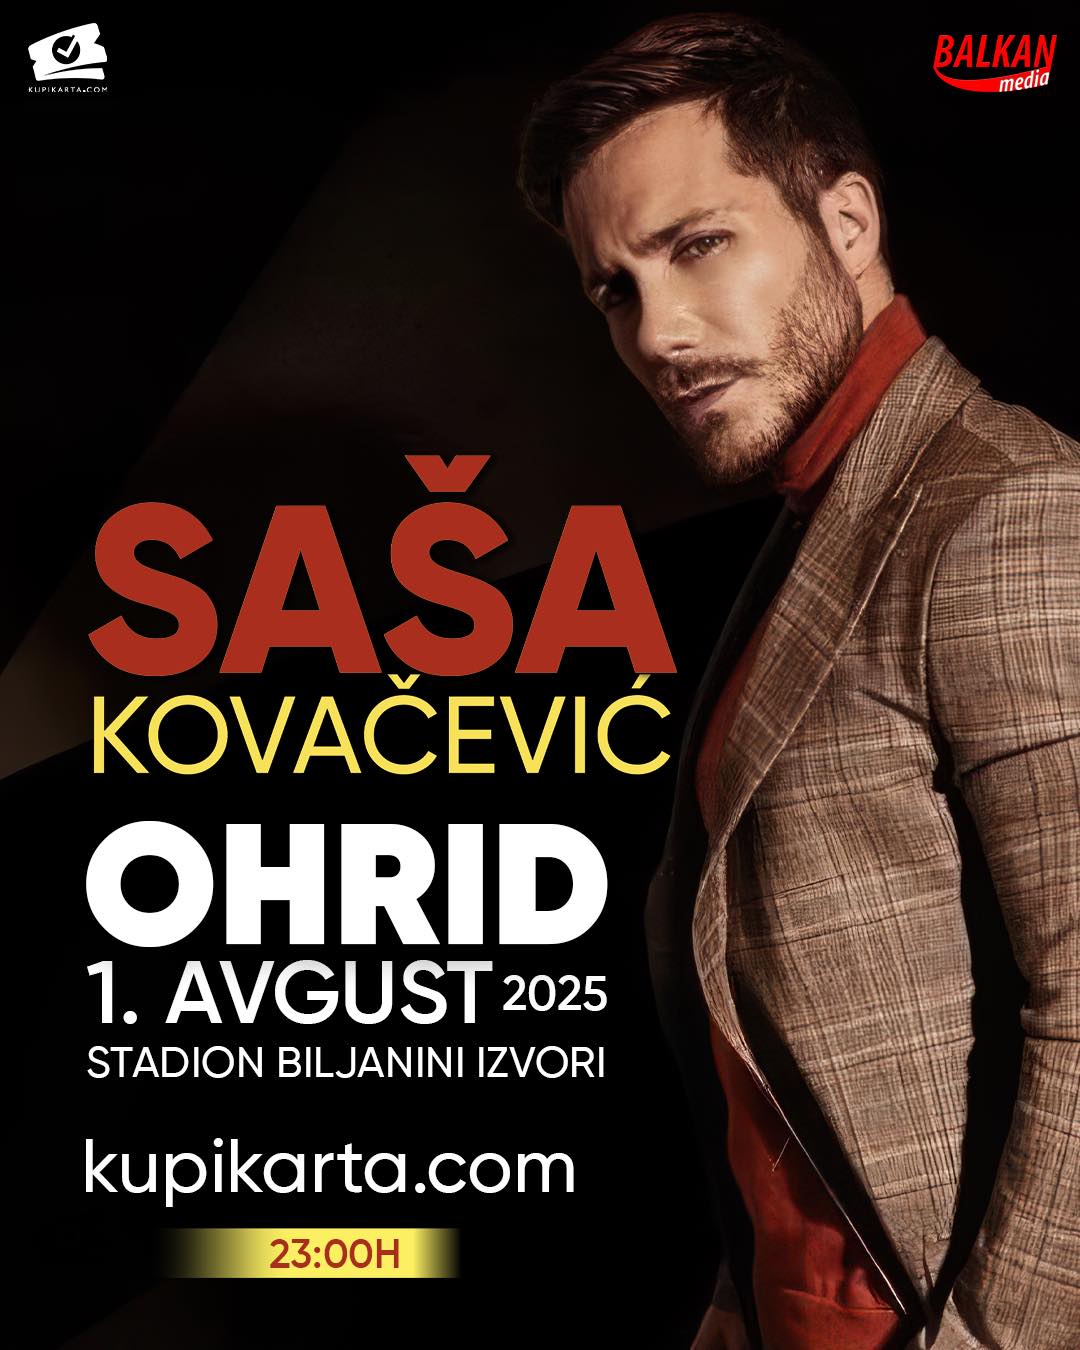 KUPIKARTA.COM
BALKAN
media
SAŠA
KOVAČEVIĆ
OHRID
1. AVGUST 2025
STADION BILJANINI IZVORI
kupikarta.com
23:00H